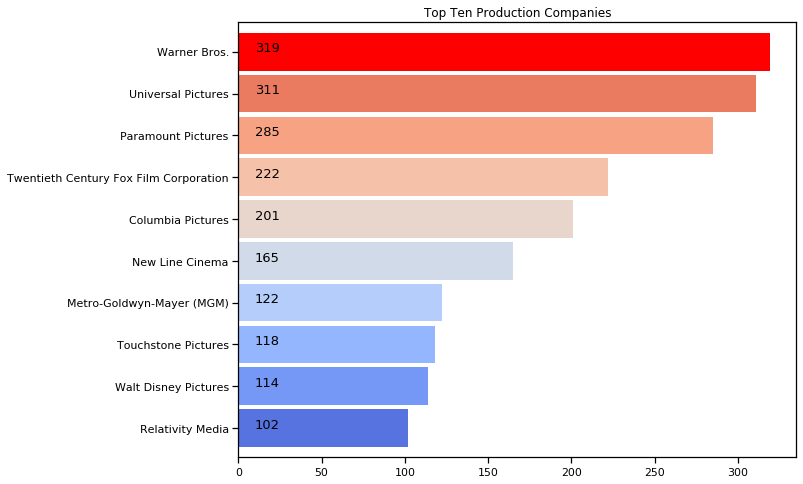 Top Ten Production Companies
Warner Bros. 319
Universal Pictures 311
Paramount Pictures 285
Twentieth Century Fox Film Corporation 222
Columbia Pictures 201
New Line Cinema 165
Metro-Goldwyn-Mayer (MGM) 122
Touchstone Pictures 118
Walt Disney Pictures 114
Relativity Media 102
0 50 100 150 200 250 300